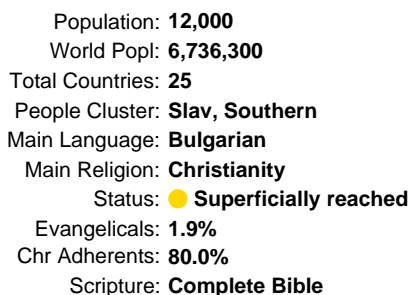 Population: 12,000
World Popl: 6,736,300
Total Countries: 25
People Cluster: Slav, Southern
Main Language: Bulgarian
Main Religion: Christianity
Status: Superficially reached
Evangelicals: 1.9%
Chr Adherents: 80.0%
Scripture: Complete Bible